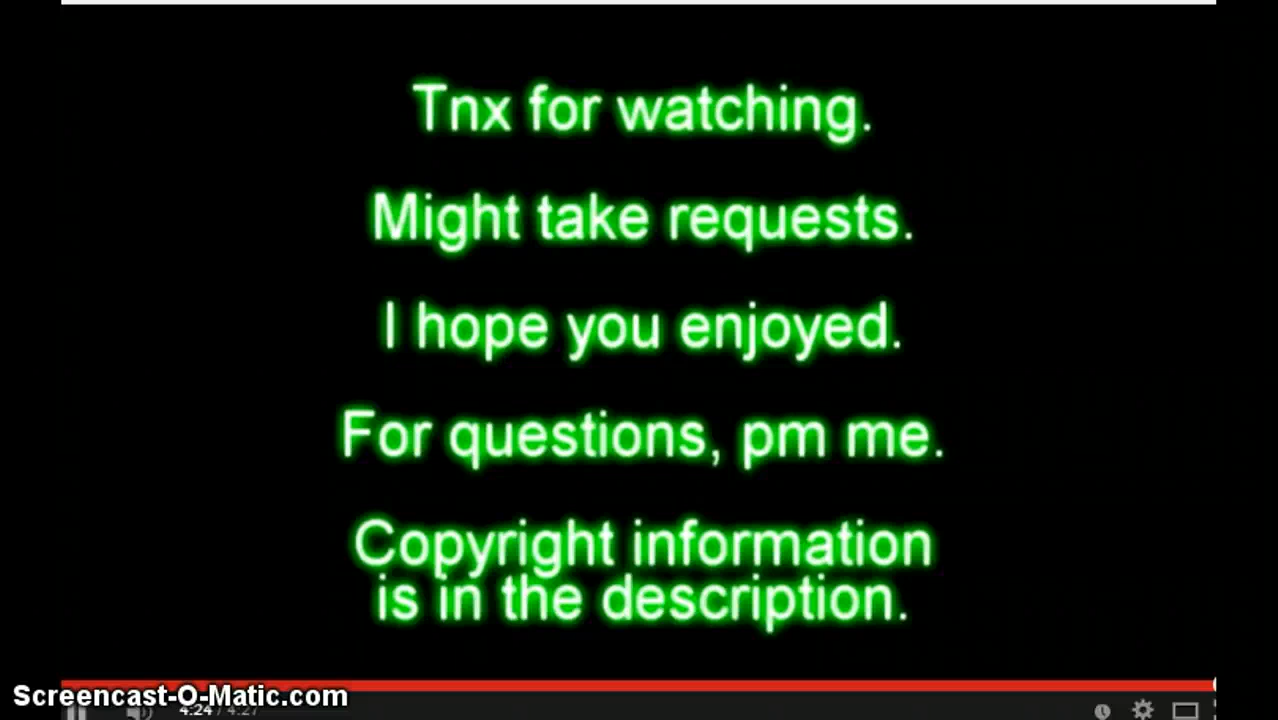 Tnx for watching.
Might take requests.
I hope you enjoyed.
For questions, pm me.
Copyright information
is in the description.
Screencast-O-Matic.com
4:24 / 4:27